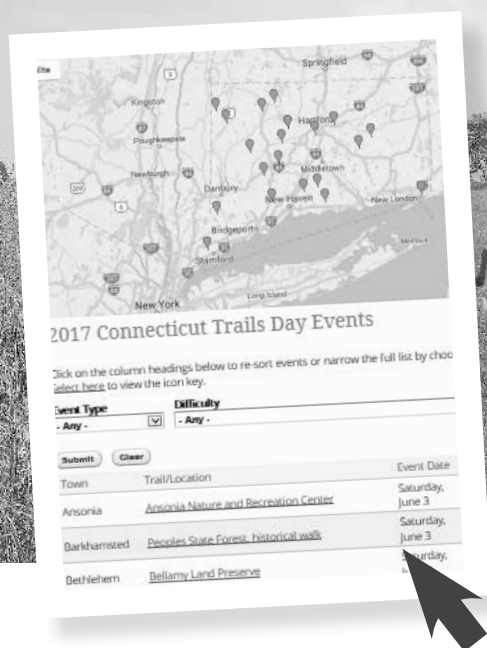 Springfield
Kingston
Hartford
Poughkeepsie
Newburgh
Middletown
Danbury
New Haven
New London
Bridgeport
Stamford
Long Island
New York
2017 Connecticut Trails Day Events
Click on the column headings below to re-sort events or narrow the full list by choo
Select here to view the icon key.
Event Type Difficulty
- Any - - Any -
Submit Clear
Town Trail/Location Event Date
Ansonia Ansonia Nature and Recreation Center Saturday,
June 3
Barkhamsted Peoples State Forest, historical walk Saturday,
June 3
Bethlehem Bellamy Land Preserve Saturday,